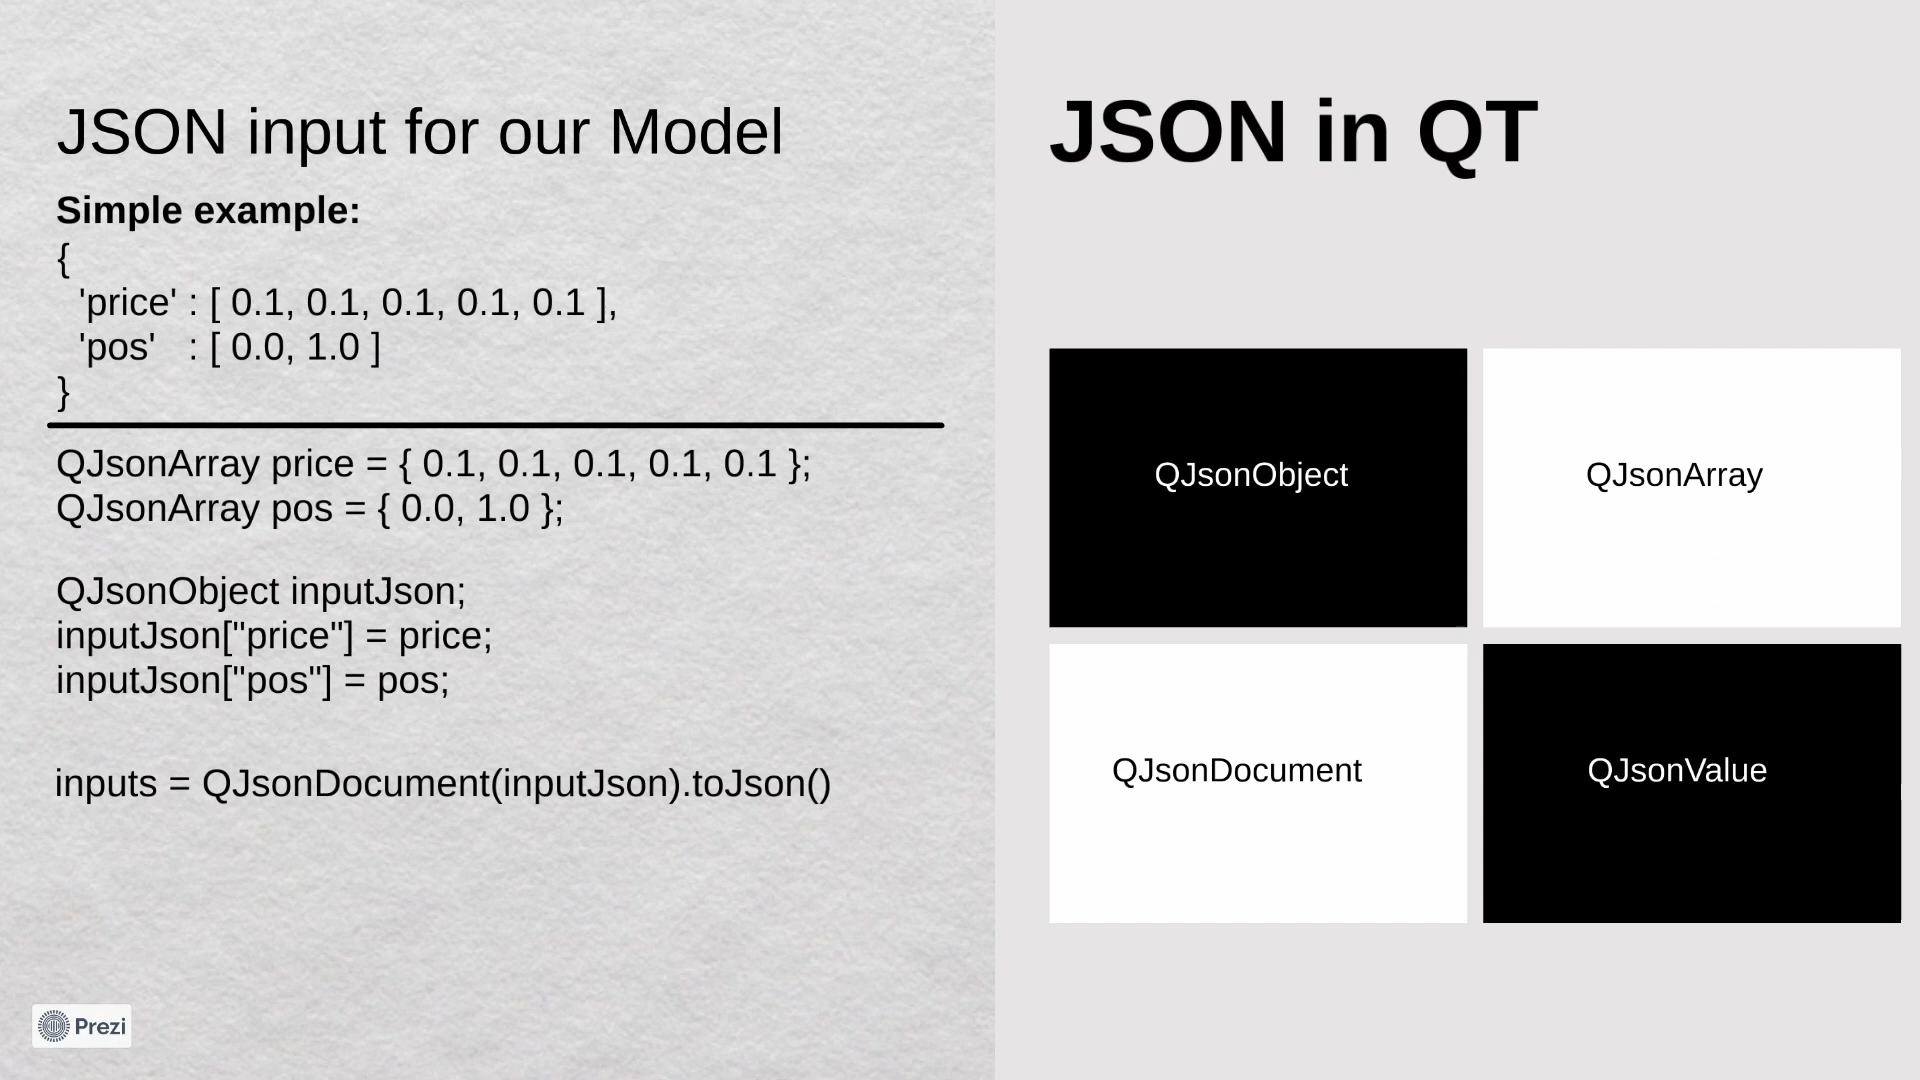 JSON input for our Model
Simple example:
{
'price' : [ 0.1, 0.1, 0.1, 0.1, 0.1 ],
'pos' : [ 0.0, 1.0 ]
}
QJsonArray price = { 0.1, 0.1, 0.1, 0.1, 0.1 };
QJsonArray pos = { 0.0, 1.0 };
QJsonObject inputJson;
inputJson["price"] = price;
inputJson["pos"] = pos;
inputs = QJsonDocument(inputJson).toJson()
Prezi
JSON in QT
QJsonObject
QJsonArray
QJsonDocument
QJsonValue